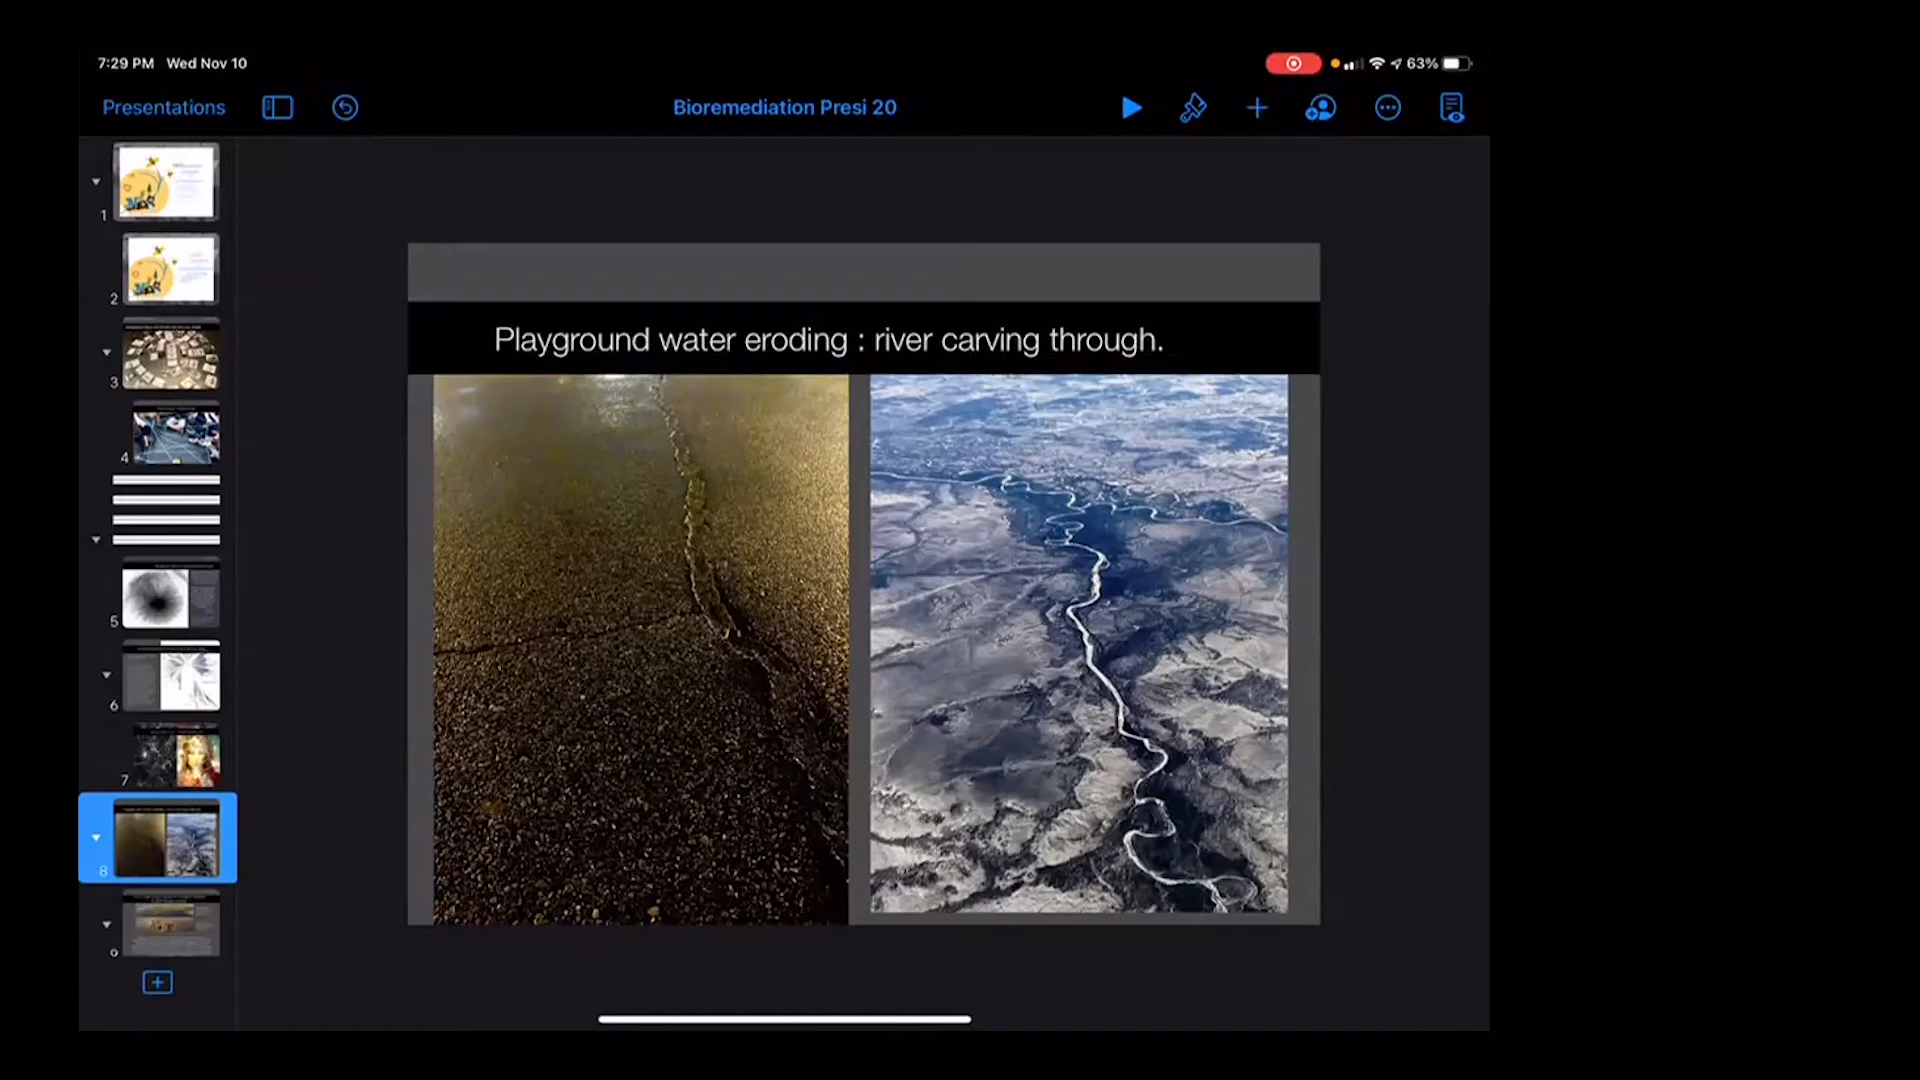 7:29 PM Wed Nov 10
63%
Presentations
Bioremediation Presi 20
Playground water eroding : river carving through.
1
2
3
4
5
6
7
8
9